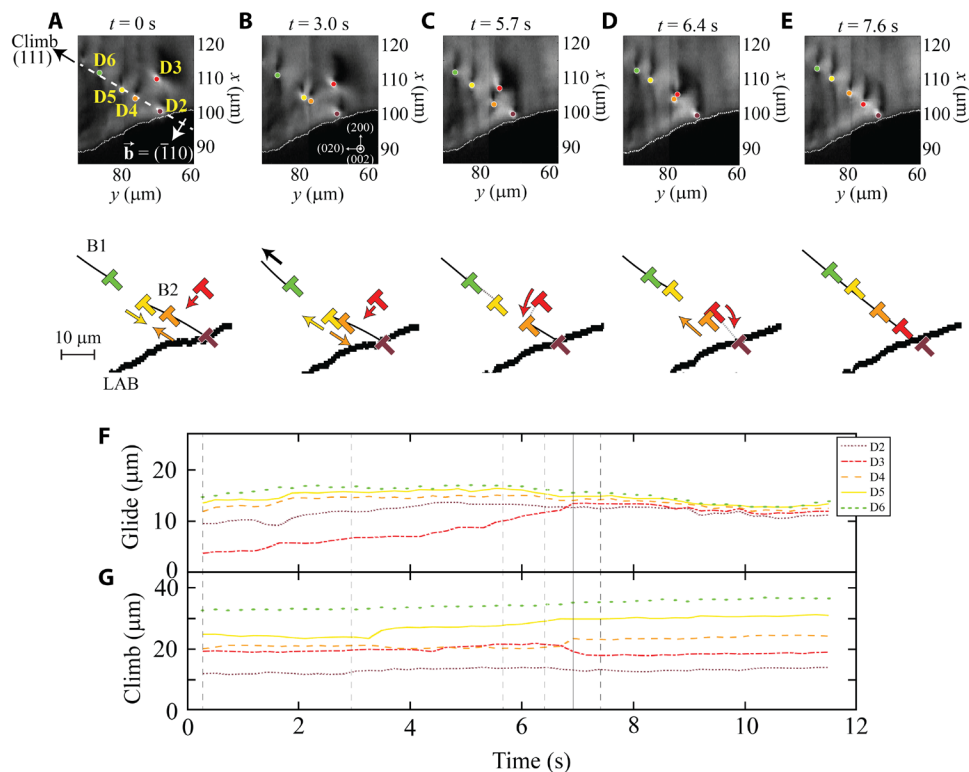 A t = 0 s
B t = 3.0 s
C t = 5.7 s
D t = 6.4 s
E t = 7.6 s
Climb
(111)
D6
D3
D5
D4
D2
b = (1̄10)
(200)
(020)
(002)
120
110
100
90
x (μm)
120
110
100
90
x (μm)
120
110
100
90
x (μm)
120
110
100
90
x (μm)
120
110
100
90
x (μm)
80 60
80 60
80 60
80 60
80 60
y (μm)
y (μm)
y (μm)
y (μm)
y (μm)
B1
B2
10 μm
LAB
F
Glide (μm)
20
10
0
D2
D3
D4
D5
D6
G
Climb (μm)
40
20
0
0 2 4 6 8 10 12
Time (s)